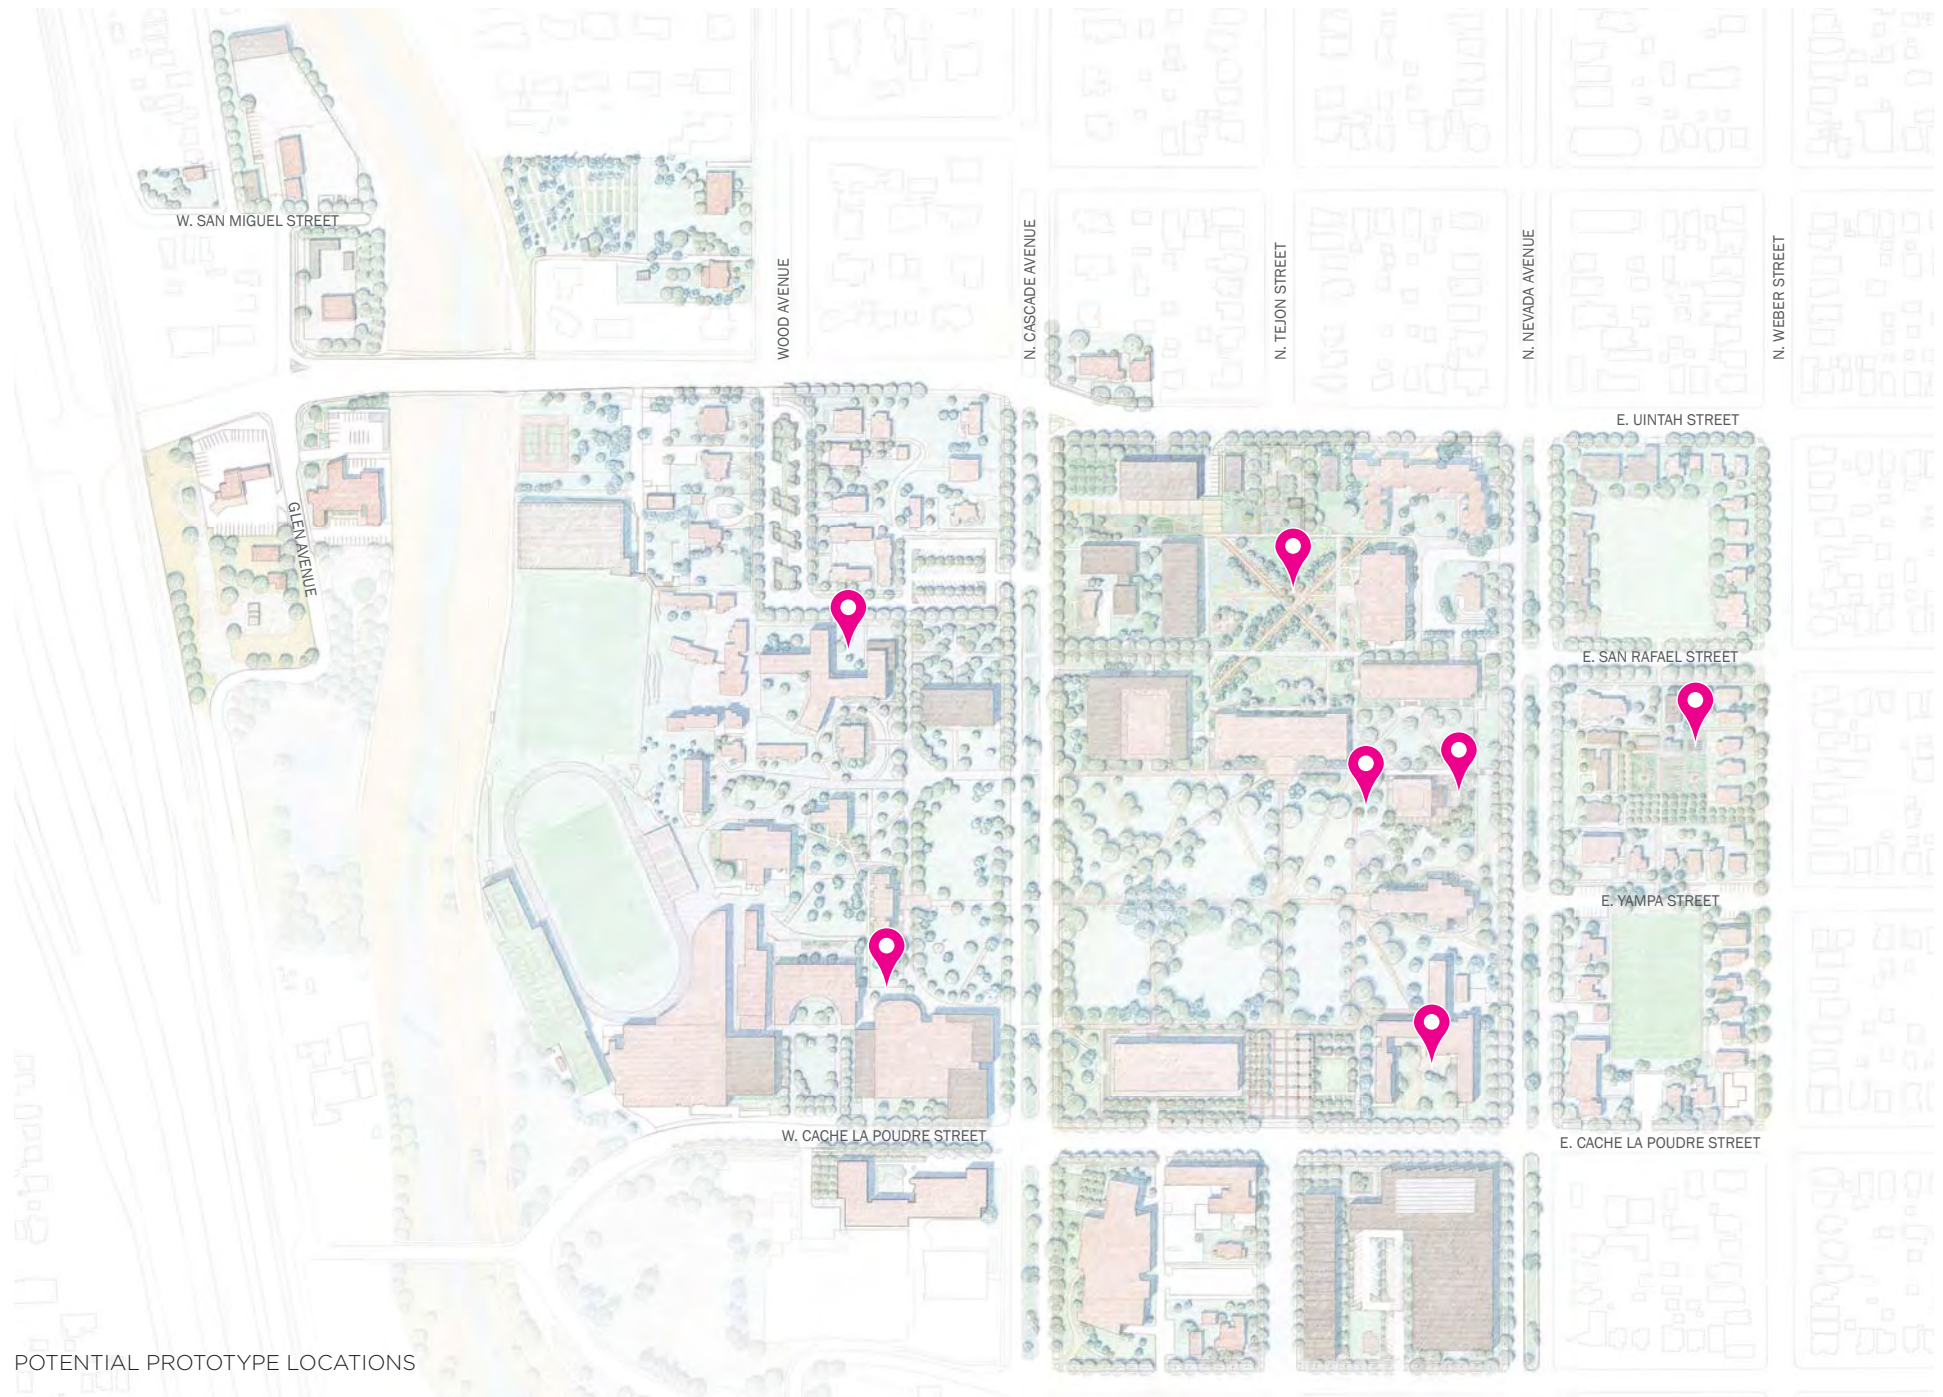 W. SAN MIGUEL STREET
WOOD AVENUE
N. CASCADE AVENUE
N. TEJON STREET
N. NEVADA AVENUE
N. WEBER STREET
E. UINTAH STREET
GLEN AVENUE
E. SAN RAFAEL STREET
E. YAMPA STREET
W. CACHE LA POUDRE STREET
E. CACHE LA POUDRE STREET
POTENTIAL PROTOTYPE LOCATIONS